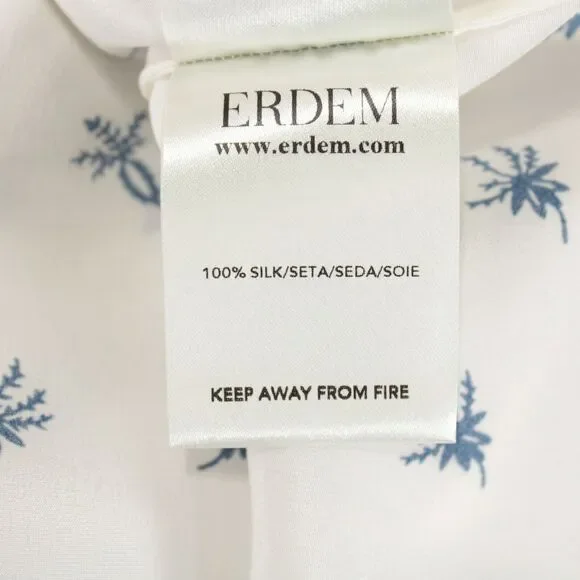 ERDEM
www.erdem.com
100% SILK/SETA/SEDA/SOIE
KEEP AWAY FROM FIRE